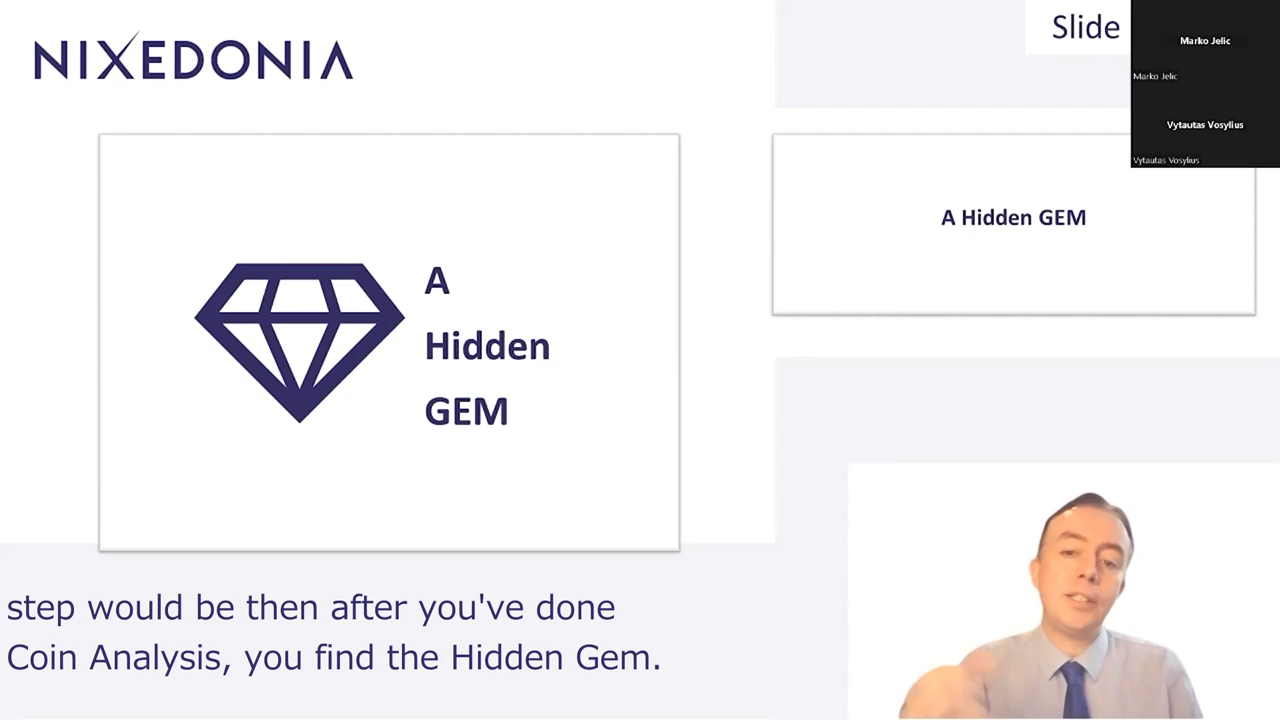 NIXEDONIA
Slide
Marko Jelic
Marko Jelic
Vytautas Vosylius
Vytautas Vosylius
A
Hidden
GEM
A Hidden GEM
step would be then after you've done
Coin Analysis, you find the Hidden Gem.